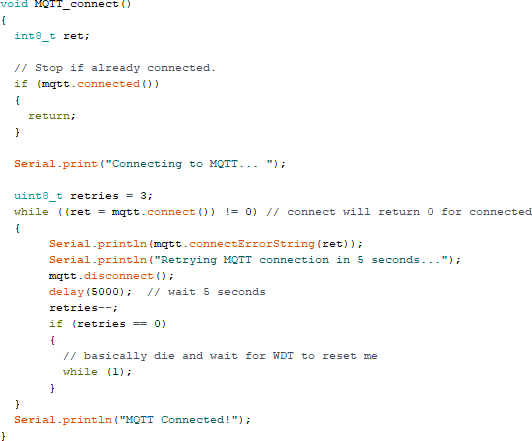 void MQTT_connect()
{
  int8_t ret;

  // Stop if already connected.
  if (mqtt.connected())
  {
    return;
  }

  Serial.print("Connecting to MQTT... ");

  uint8_t retries = 3;
  while ((ret = mqtt.connect()) != 0) // connect will return 0 for connected
  {
       Serial.println(mqtt.connectErrorString(ret));
       Serial.println("Retrying MQTT connection in 5 seconds...");
       mqtt.disconnect();
       delay(5000);  // wait 5 seconds
       retries--;
       if (retries == 0)
       {
         // basically die and wait for WDT to reset me
         while (1);
       }
  }
  Serial.println("MQTT Connected!");
}